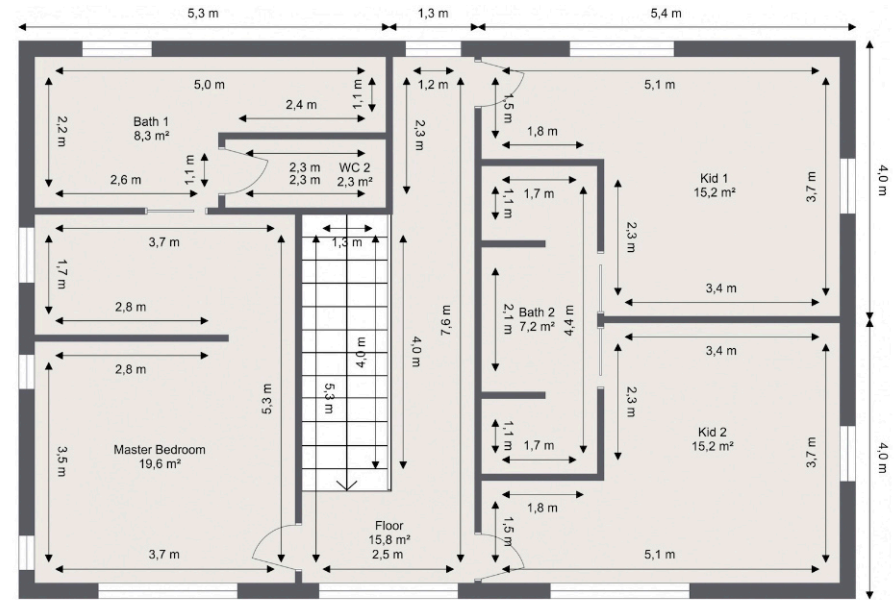 5,3 m
1,3 m
5,4 m
5,0 m
1,2 m
5,1 m
2,2 m
1,1 m
2,4 m
2,3 m
1,5 m
Bath 1
8,3 m²
1,8 m
4,0 m
2,6 m
1,1 m
2,3 m
2,3 m
WC 2
2,3 m²
1,1 m
1,7 m
Kid 1
15,2 m²
3,7 m
3,7 m
1,3 m
2,3 m
1,7 m
2,8 m
3,4 m
2,1 m
Bath 2
7,2 m²
4,4 m
7,6 m
4,0 m
4,0 m
2,8 m
3,4 m
5,3 m
5,3 m
2,3 m
Master Bedroom
19,6 m²
3,5 m
1,1 m
1,7 m
Kid 2
15,2 m²
3,7 m
4,0 m
1,8 m
1,5 m
Floor
15,8 m²
2,5 m
3,7 m
5,1 m